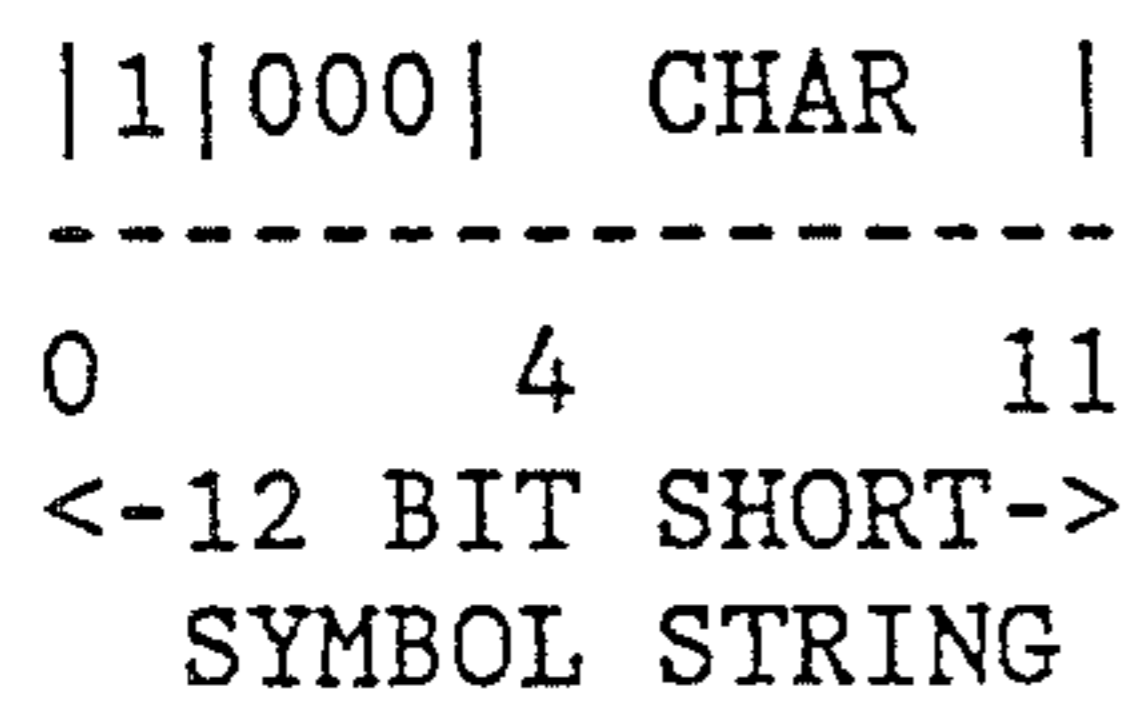 |1|000|  CHAR  |
----------------
0      4      11
<-12 BIT SHORT->
SYMBOL STRING